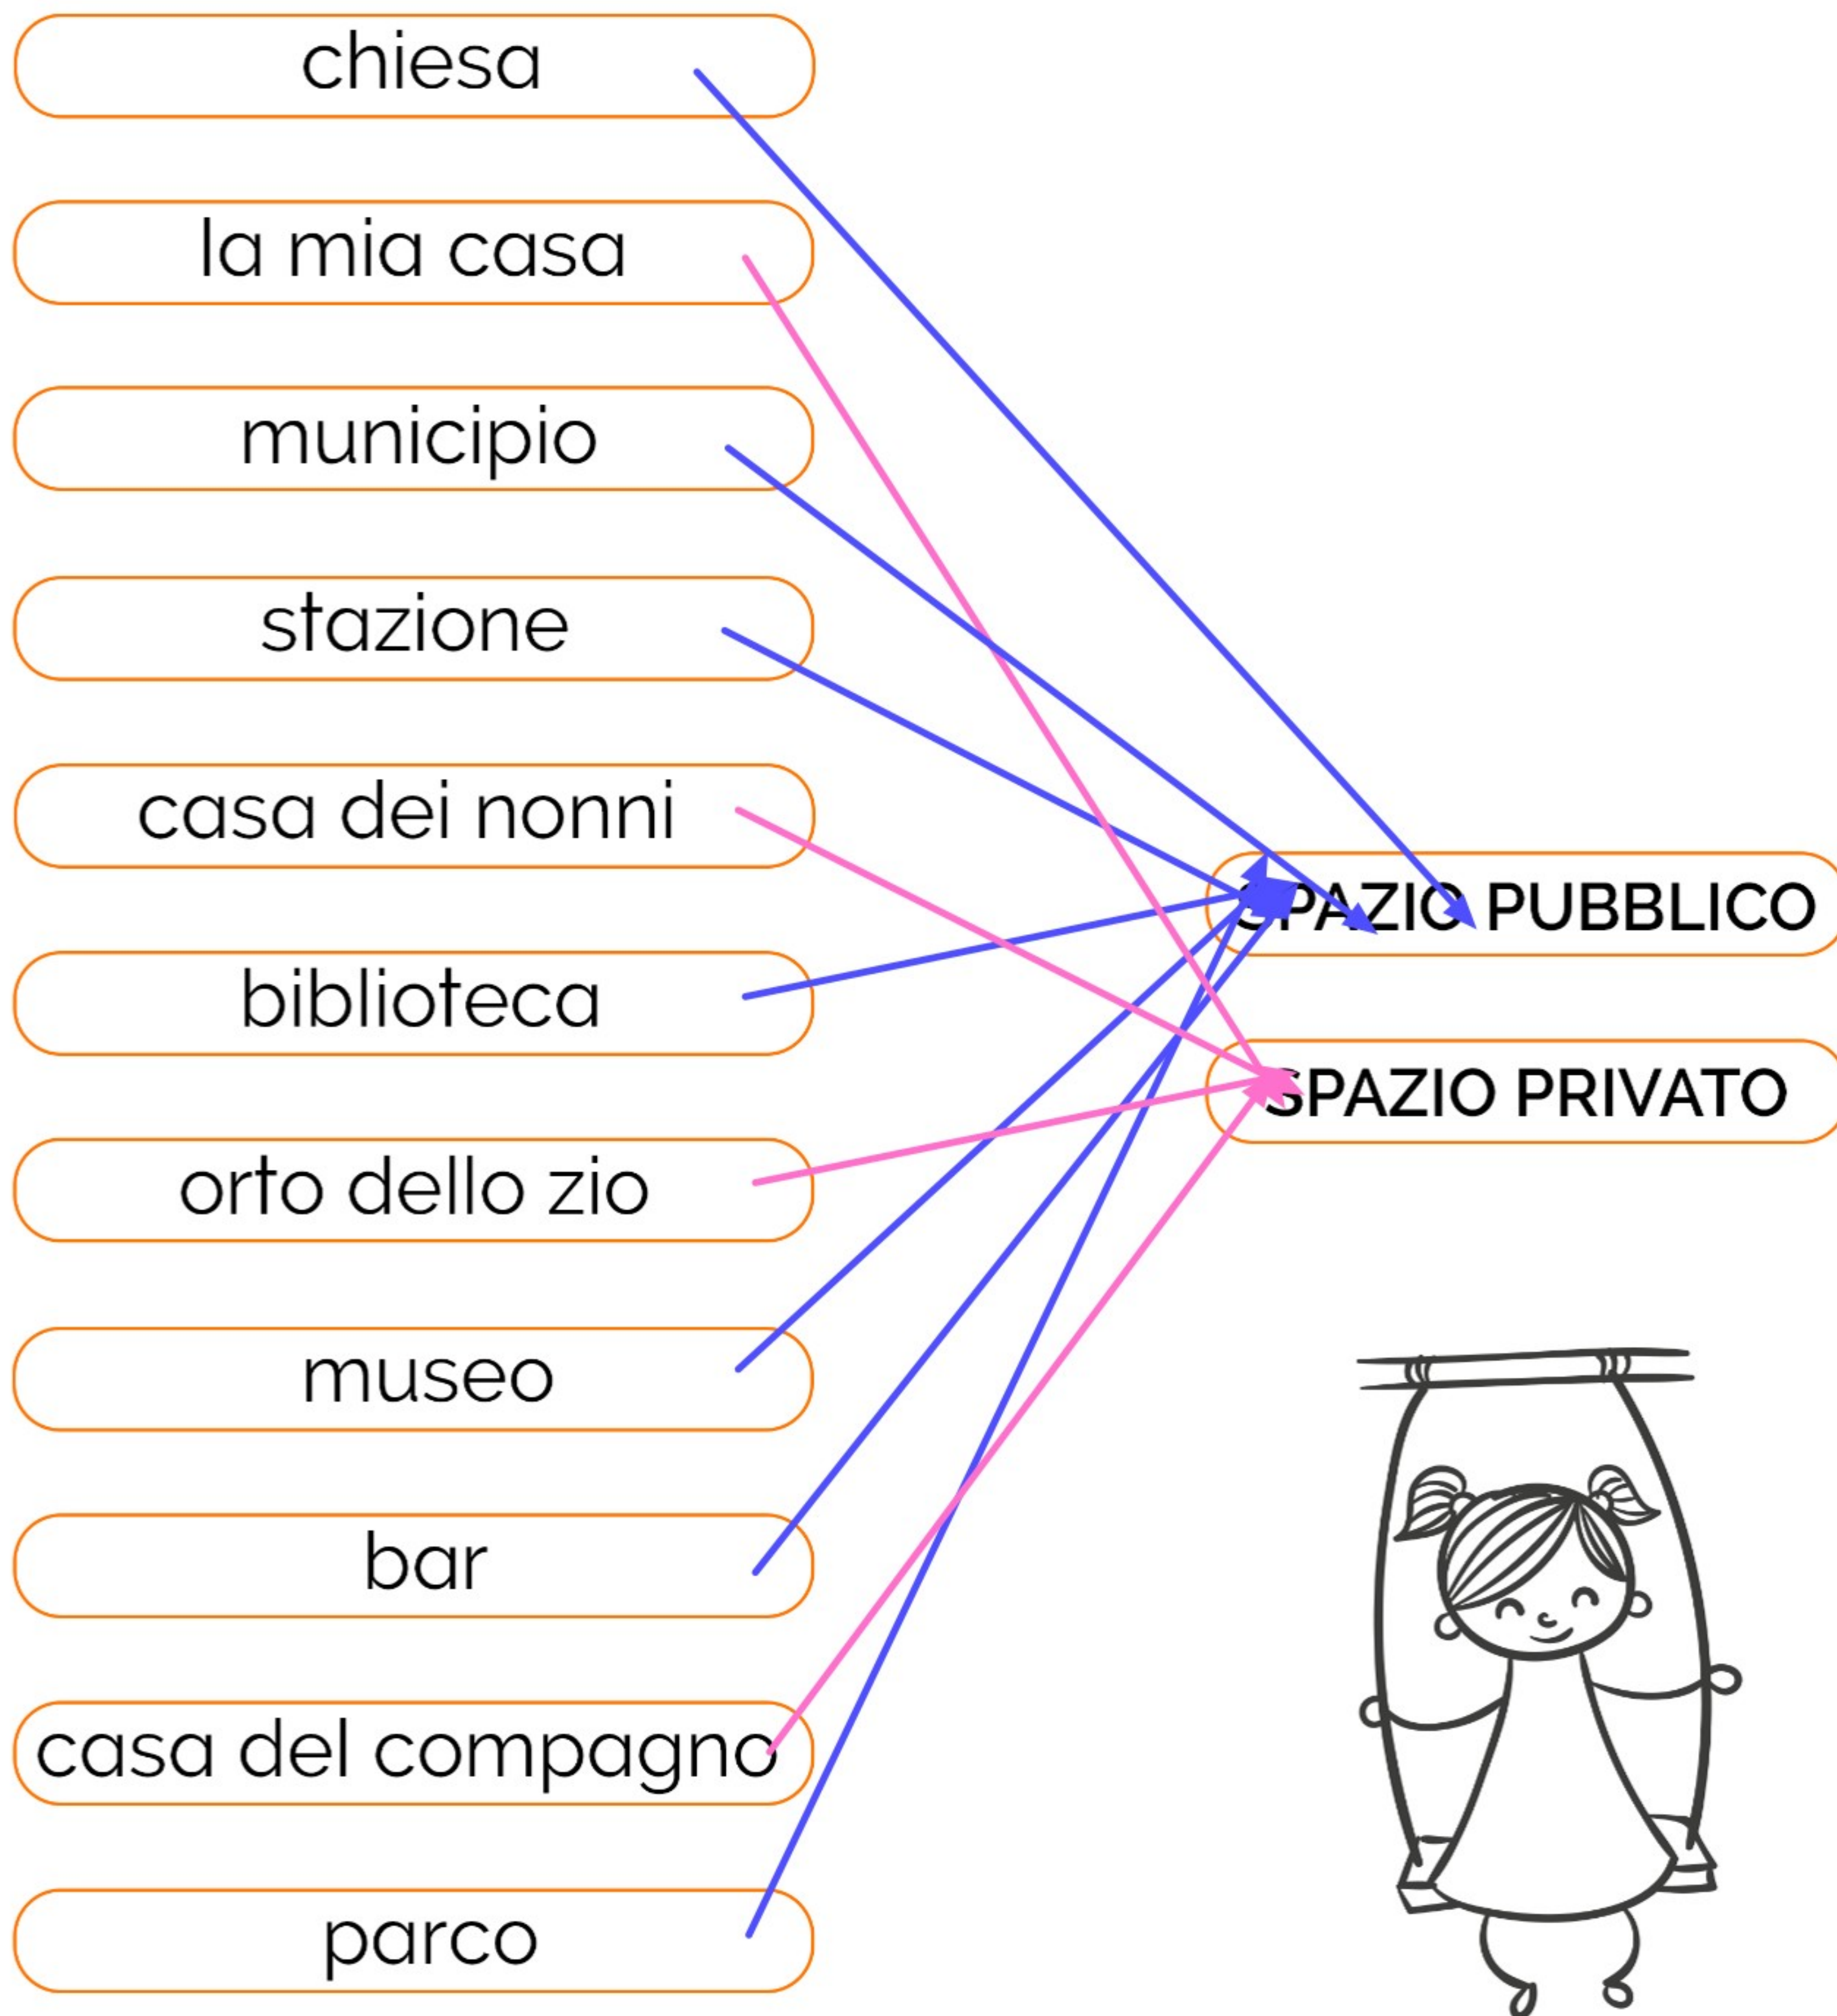 chiesa
la mia casa
municipio
stazione
casa dei nonni
biblioteca
orto dello zio
museo
bar
casa del compagno
parco
SPAZIO PUBBLICO
SPAZIO PRIVATO